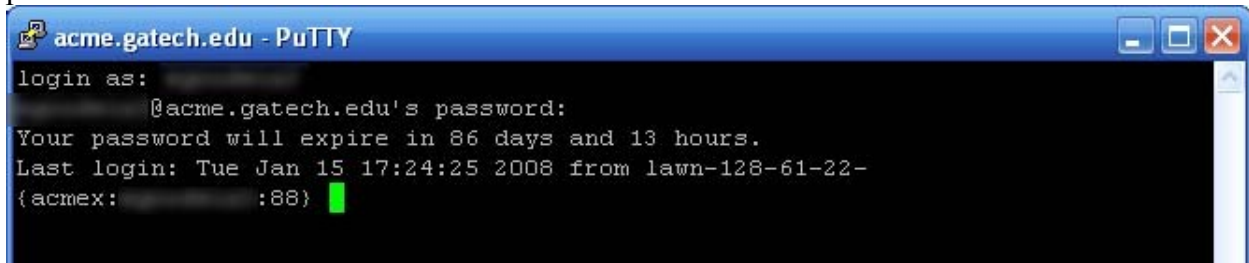 acme.gatech.edu - PuTTY
login as:
@acme.gatech.edu's password:
Your password will expire in 86 days and 13 hours.
Last login: Tue Jan 15 17:24:25 2008 from lawn-128-61-22-
{acmex: :88}